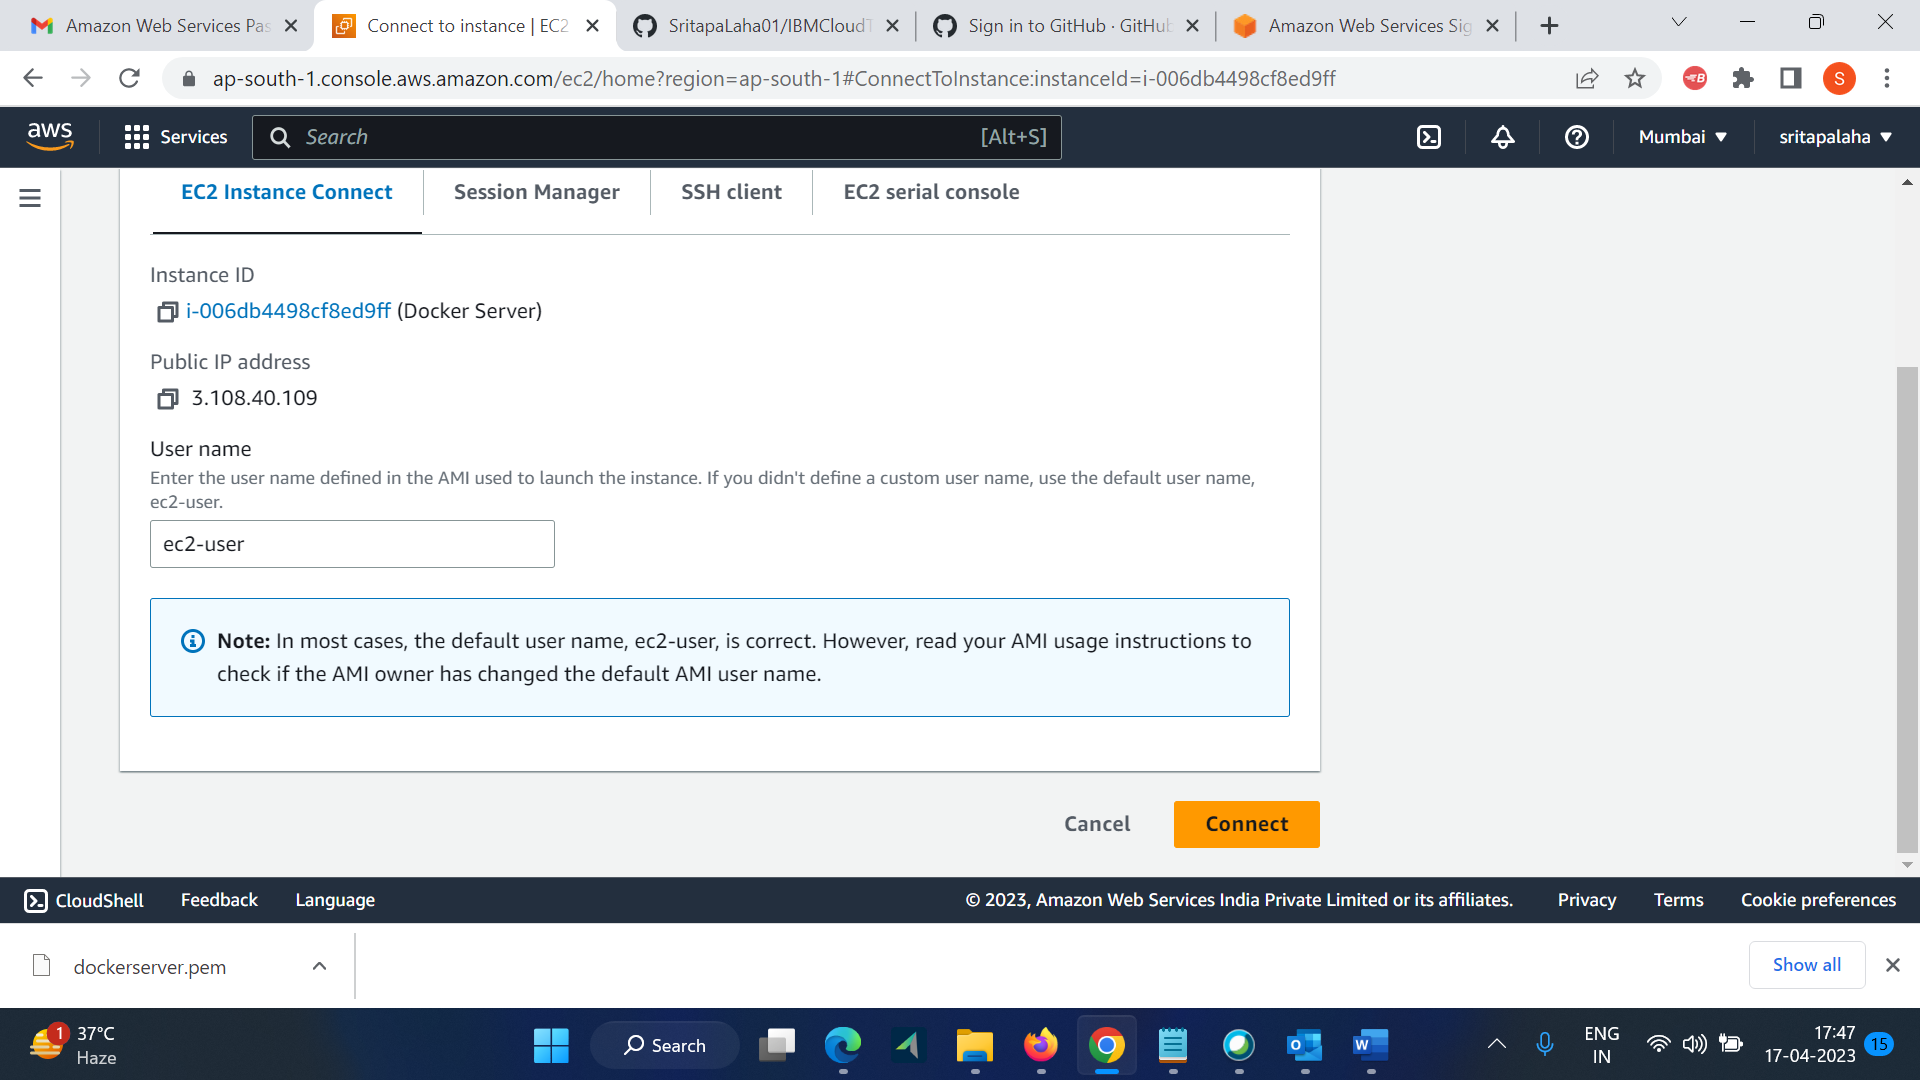 Amazon Web Services Pas
Connect to instance | EC2
SritapaLaha01/IBMCloudT
Sign in to GitHub · GitHub
Amazon Web Services Sig
ap-south-1.console.aws.amazon.com/ec2/home?region=ap-south-1#ConnectToInstance:instanceId=i-006db4498cf8ed9ff
B
S
aws
Services
Search
[Alt+S]
Mumbai
sritapalaha
EC2 Instance Connect
Session Manager
SSH client
EC2 serial console
Instance ID
i-006db4498cf8ed9ff (Docker Server)
Public IP address
3.108.40.109
User name
Enter the user name defined in the AMI used to launch the instance. If you didn't define a custom user name, use the default user name,
ec2-user.
ec2-user
Note: In most cases, the default user name, ec2-user, is correct. However, read your AMI usage instructions to
check if the AMI owner has changed the default AMI user name.
Cancel
Connect
CloudShell
Feedback
Language
© 2023, Amazon Web Services India Private Limited or its affiliates.
Privacy
Terms
Cookie preferences
dockerserver.pem
Show all
1
37°C
Haze
Search
ENG
IN
17:47
17-04-2023
15